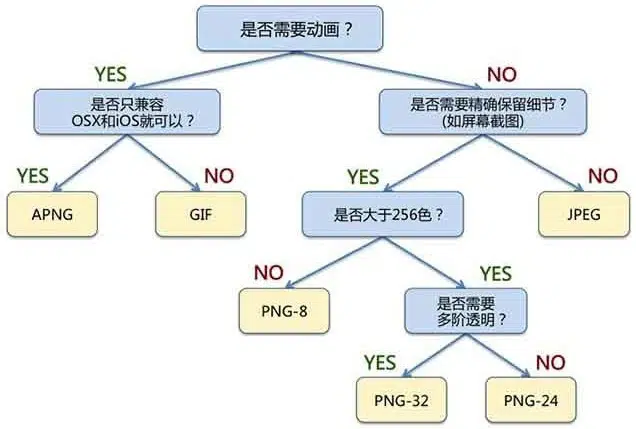 是否需要动画？
YES
NO
是否只兼容
OSX和iOS就可以？
是否需要精确保留细节？
(如屏幕截图)
YES
NO
YES
NO
APNG
GIF
是否大于256色？
JPEG
NO
YES
PNG-8
是否需要
多阶透明？
YES
NO
PNG-32
PNG-24